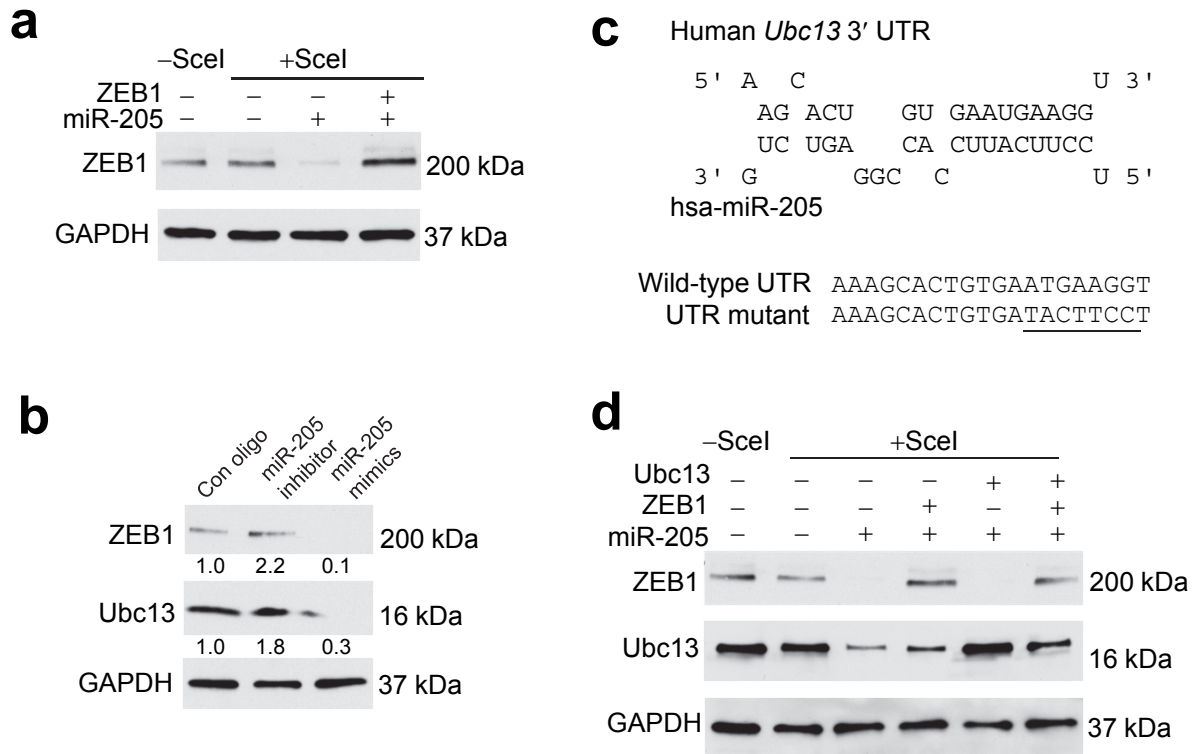 a
−SceI +SceI
ZEB1 − − − +
miR-205 − − + +
ZEB1 200 kDa
GAPDH 37 kDa
b
Con oligo
miR-205 inhibitor
miR-205 mimics
ZEB1 200 kDa
1.0 2.2 0.1
Ubc13 16 kDa
1.0 1.8 0.3
GAPDH 37 kDa
c
Human Ubc13 3′ UTR
5' A C U 3'
AG ACU GU GAAUGAAGG
UC UGA CA CUUACUUCC
3' G GGC C U 5'
hsa-miR-205
Wild-type UTR AAAGCACTGTGAATGAAGGT
UTR mutant AAAGCACTGTGATACTTCCT
d
−SceI +SceI
Ubc13 − − − − + +
ZEB1 − − − + − +
miR-205 − − + + + +
ZEB1 200 kDa
Ubc13 16 kDa
GAPDH 37 kDa